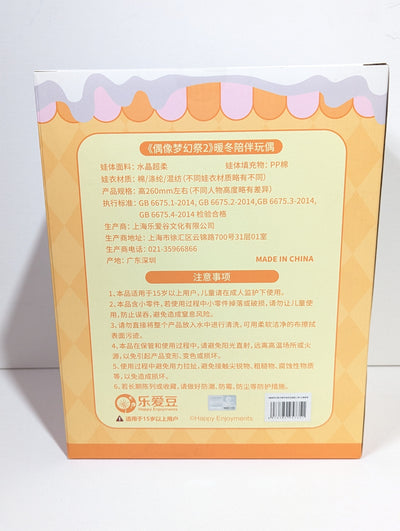 《偶像梦幻祭2》暖冬陪伴玩偶
娃体面料：水晶超柔 娃体填充物：PP棉
娃衣材质：棉/涤纶/混纺（不同娃衣材质略有不同）
产品规格：高260mm左右（不同人物高度略有差异）
执行标准：GB 6675.1-2014, GB 6675.2-2014, GB 6675.3-2014,
GB 6675.4-2014 检验合格
生产商：上海乐爱谷文化有限公司
生产商地址：上海市徐汇区云锦路700号31层01室
生产商电话：021-35966866
产地：广东深圳 MADE IN CHINA
注意事项
1、本品适用于15岁以上用户，儿童请在成人监护下使用。
2、本品含小零件，若使用过程中小零件掉落或破损，请勿让儿童使用，防止误吞，避免造成窒息风险。
3、请勿直接将整个产品放入水中进行清洗，可用柔软洁净的布擦拭表面污迹。
4、本品在保管和使用过程中，请避免阳光直射，远离高温场所或火源，以免引起产品变形、变色或损坏。
5、使用过程中避免用力拉扯，避免接触尖锐物、粗糙物、腐蚀性物质等，以免造成损坏。
6、若长期陈列或收藏，请做好防潮、防霉、防尘等防护措施。
乐爱豆
Happy Enjoyments
适用于15岁以上用户 ©Happy Enjoyments